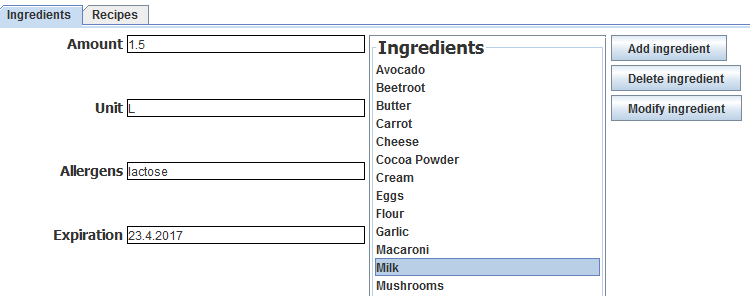 Ingredients Recipes
Amount 1.5
Unit L
Allergens lactose
Expiration 23.4.2017
Ingredients
Avocado
Beetroot
Butter
Carrot
Cheese
Cocoa Powder
Cream
Eggs
Flour
Garlic
Macaroni
Milk
Mushrooms
Add ingredient
Delete ingredient
Modify ingredient